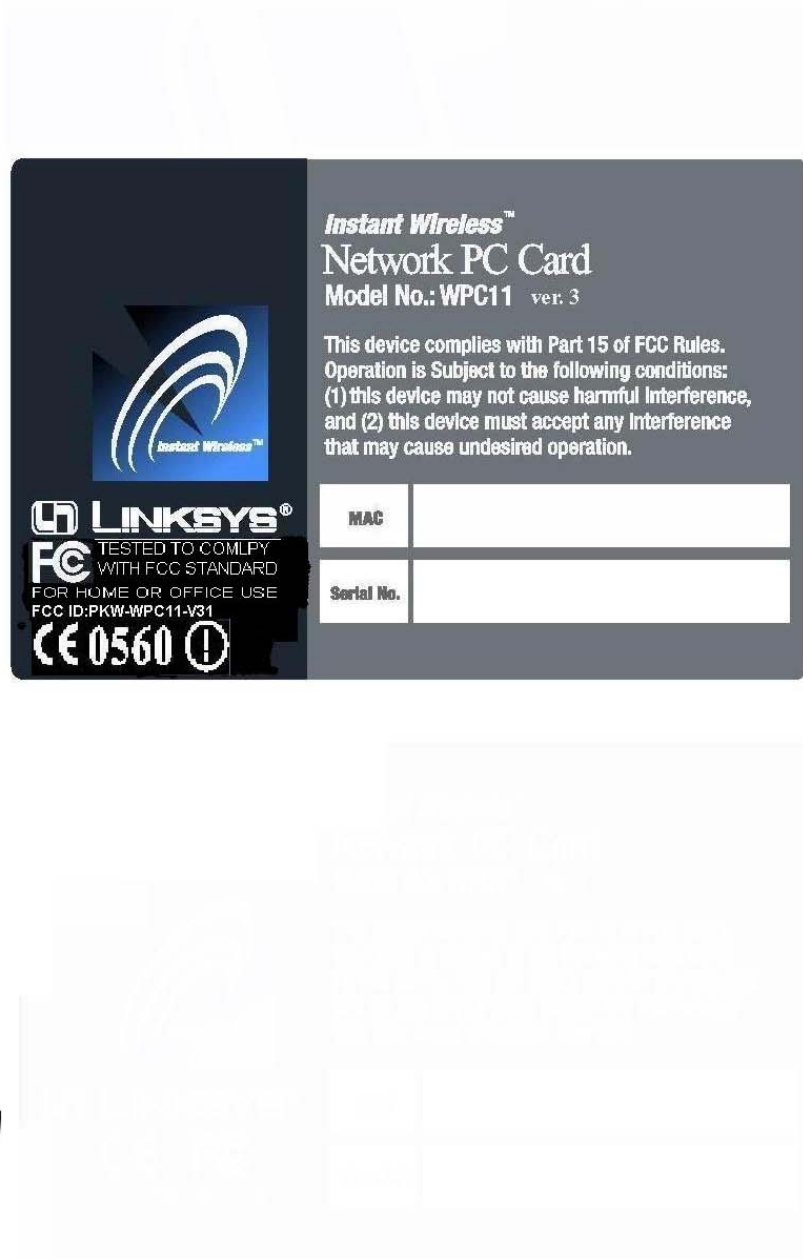 Instant Wireless™
Network PC Card
Model No.: WPC11 ver. 3
This device complies with Part 15 of FCC Rules.
Operation is Subject to the following conditions:
(1) this device may not cause harmful interference,
and (2) this device must accept any interference
that may cause undesired operation.
MAC
Serial No.
Instant Wireless™
LINKSYS®
FC TESTED TO COMLPY
WITH FCC STANDARD
FOR HOME OR OFFICE USE
FCC ID:PKW-WPC11-V31
CE 0560